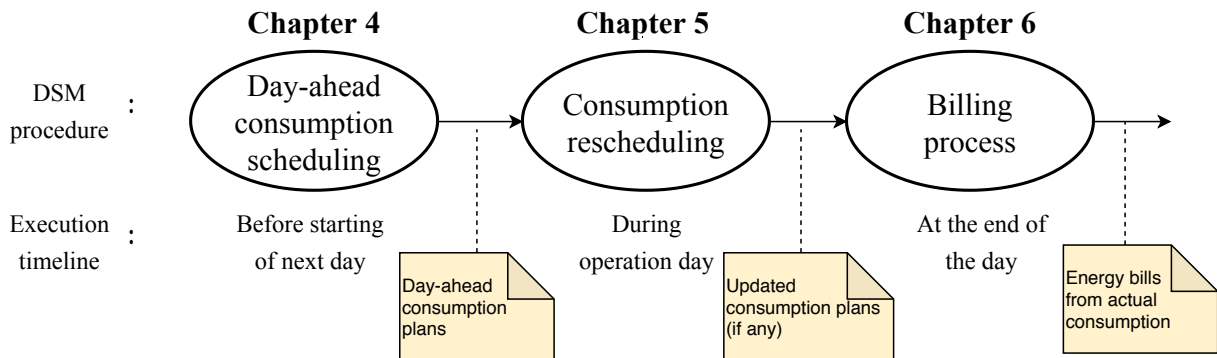 Chapter 4
Chapter 5
Chapter 6
DSM
procedure
:
Day-ahead
consumption
scheduling
Consumption
rescheduling
Billing
process
Execution
timeline
:
Before starting
of next day
During
operation day
At the end of
the day
Day-ahead
consumption
plans
Updated
consumption plans
(if any)
Energy bills
from actual
consumption